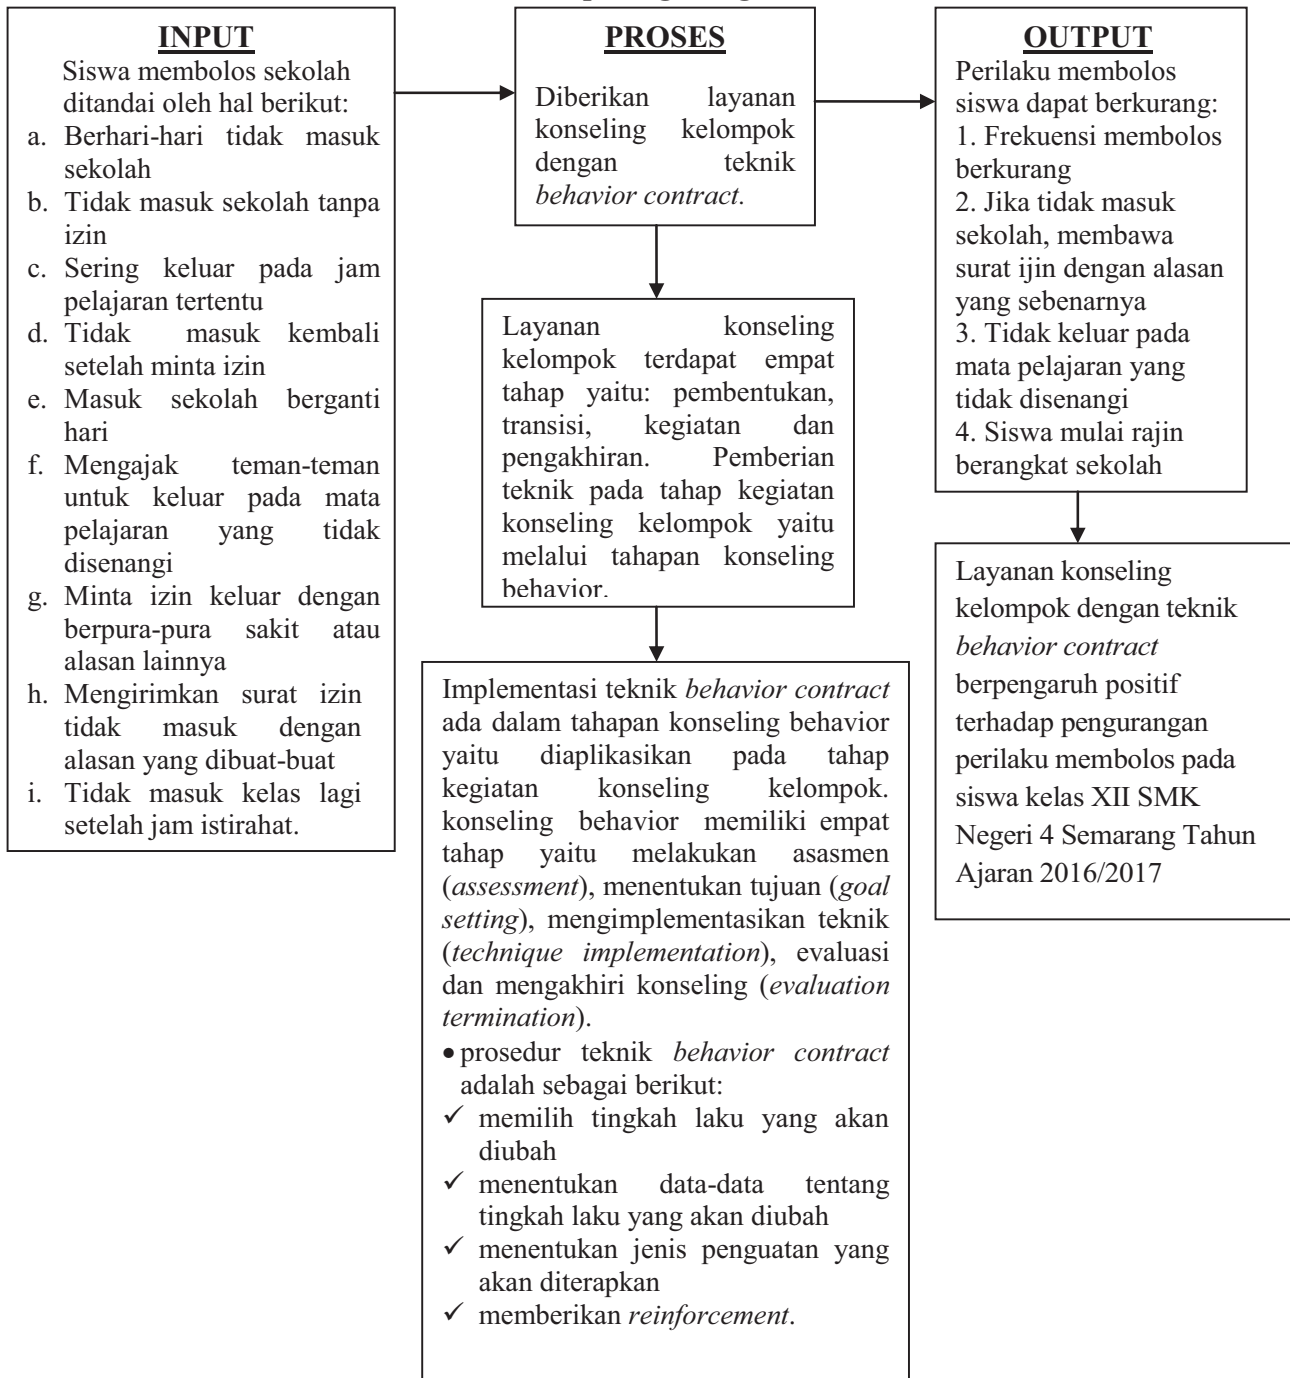 INPUT
Siswa membolos sekolah
ditandai oleh hal berikut:
a. Berhari-hari tidak masuk
sekolah
b. Tidak masuk sekolah tanpa
izin
c. Sering keluar pada jam
pelajaran tertentu
d. Tidak masuk kembali
setelah minta izin
e. Masuk sekolah berganti
hari
f. Mengajak teman-teman
untuk keluar pada mata
pelajaran yang tidak
disenangi
g. Minta izin keluar dengan
berpura-pura sakit atau
alasan lainnya
h. Mengirimkan surat izin
tidak masuk dengan
alasan yang dibuat-buat
i. Tidak masuk kelas lagi
setelah jam istirahat.
PROSES
Diberikan layanan
konseling kelompok
dengan teknik
behavior contract.
Layanan konseling
kelompok terdapat empat
tahap yaitu: pembentukan,
transisi, kegiatan dan
pengakhiran. Pemberian
teknik pada tahap kegiatan
konseling kelompok yaitu
melalui tahapan konseling
behavior.
Implementasi teknik behavior contract
ada dalam tahapan konseling behavior
yaitu diaplikasikan pada tahap
kegiatan konseling kelompok.
konseling behavior memiliki empat
tahap yaitu melakukan asasmen
(assessment), menentukan tujuan (goal
setting), mengimplementasikan teknik
(technique implementation), evaluasi
dan mengakhiri konseling (evaluation
termination).
• prosedur teknik behavior contract
adalah sebagai berikut:
✓ memilih tingkah laku yang akan
diubah
✓ menentukan data-data tentang
tingkah laku yang akan diubah
✓ menentukan jenis penguatan yang
akan diterapkan
✓ memberikan reinforcement.
OUTPUT
Perilaku membolos
siswa dapat berkurang:
1. Frekuensi membolos
berkurang
2. Jika tidak masuk
sekolah, membawa
surat ijin dengan alasan
yang sebenarnya
3. Tidak keluar pada
mata pelajaran yang
tidak disenangi
4. Siswa mulai rajin
berangkat sekolah
Layanan konseling
kelompok dengan teknik
behavior contract
berpengaruh positif
terhadap pengurangan
perilaku membolos pada
siswa kelas XII SMK
Negeri 4 Semarang Tahun
Ajaran 2016/2017